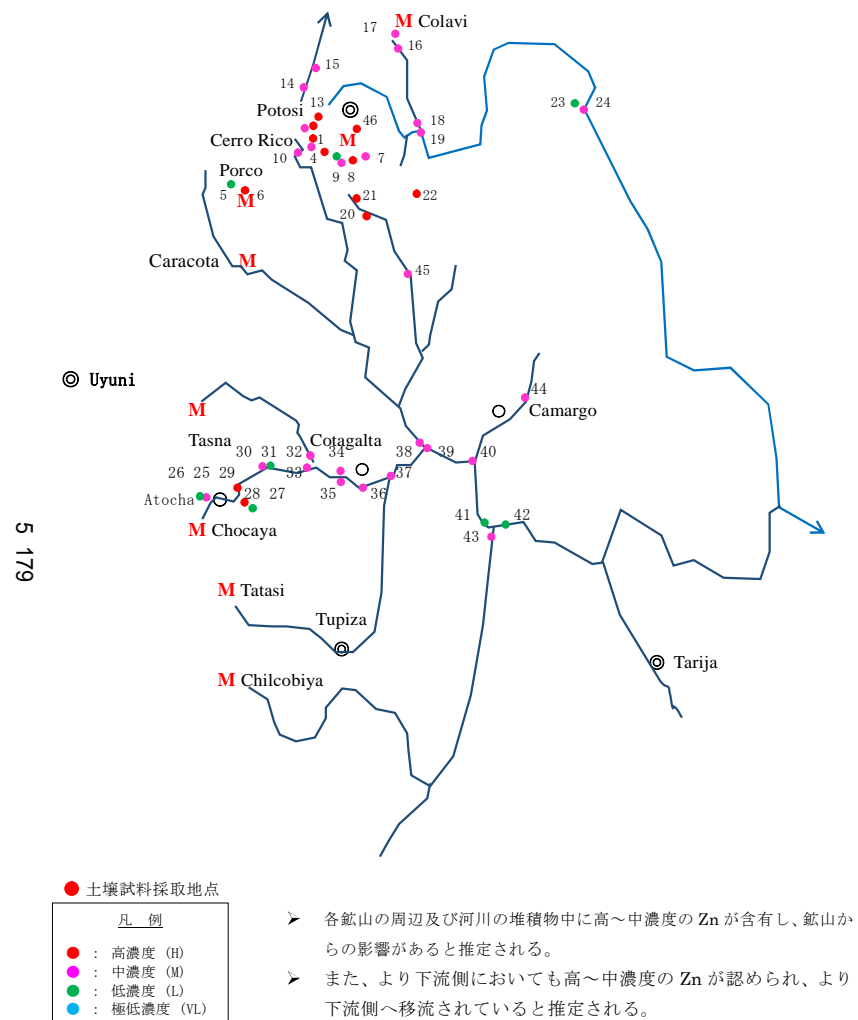 17 M Colavi
16
15
14
13
Potosi
46
23 24
18
19
Cerro Rico 1 M
10 4 7
9 8
Porco
5 6
M
21
22
20
Caracota M
45
◎ Uyuni
M
44
Camargo
Tasna Cotagalta
30 31 32 34 38 39 40
33 37
26 25 29 35 36
28 27
Atocha
M Chocaya
41 42
43
M Tatasi
Tupiza
Tarija
M Chilcobiya
5 179
● 土壌試料採取地点
凡 例
● : 高濃度 (H)
● : 中濃度 (M)
● : 低濃度 (L)
● : 極低濃度 (VL)
➢ 各鉱山の周辺及び河川の堆積物中に高～中濃度の Zn が含有し、鉱山か
らの影響があると推定される。
➢ また、より下流側においても高～中濃度の Zn が認められ、より
下流側へ移流されていると推定される。